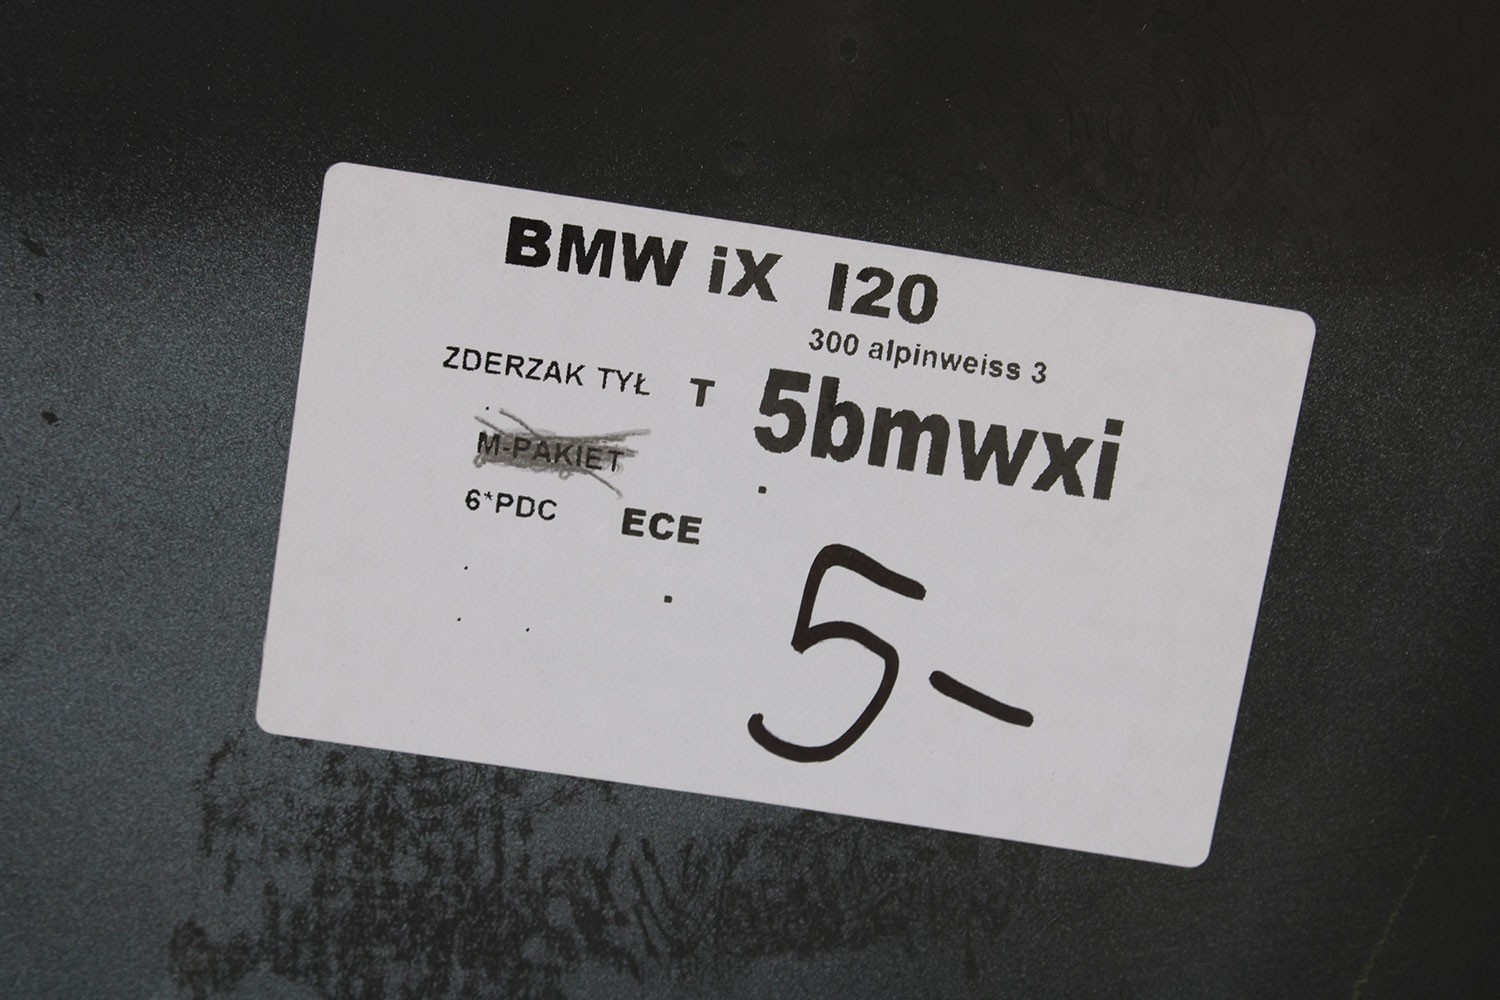 BMW iX I20
300 alpinweiss 3
ZDERZAK TYŁ T 5bmwxi
M-PAKIET
6*PDC ECE
5-